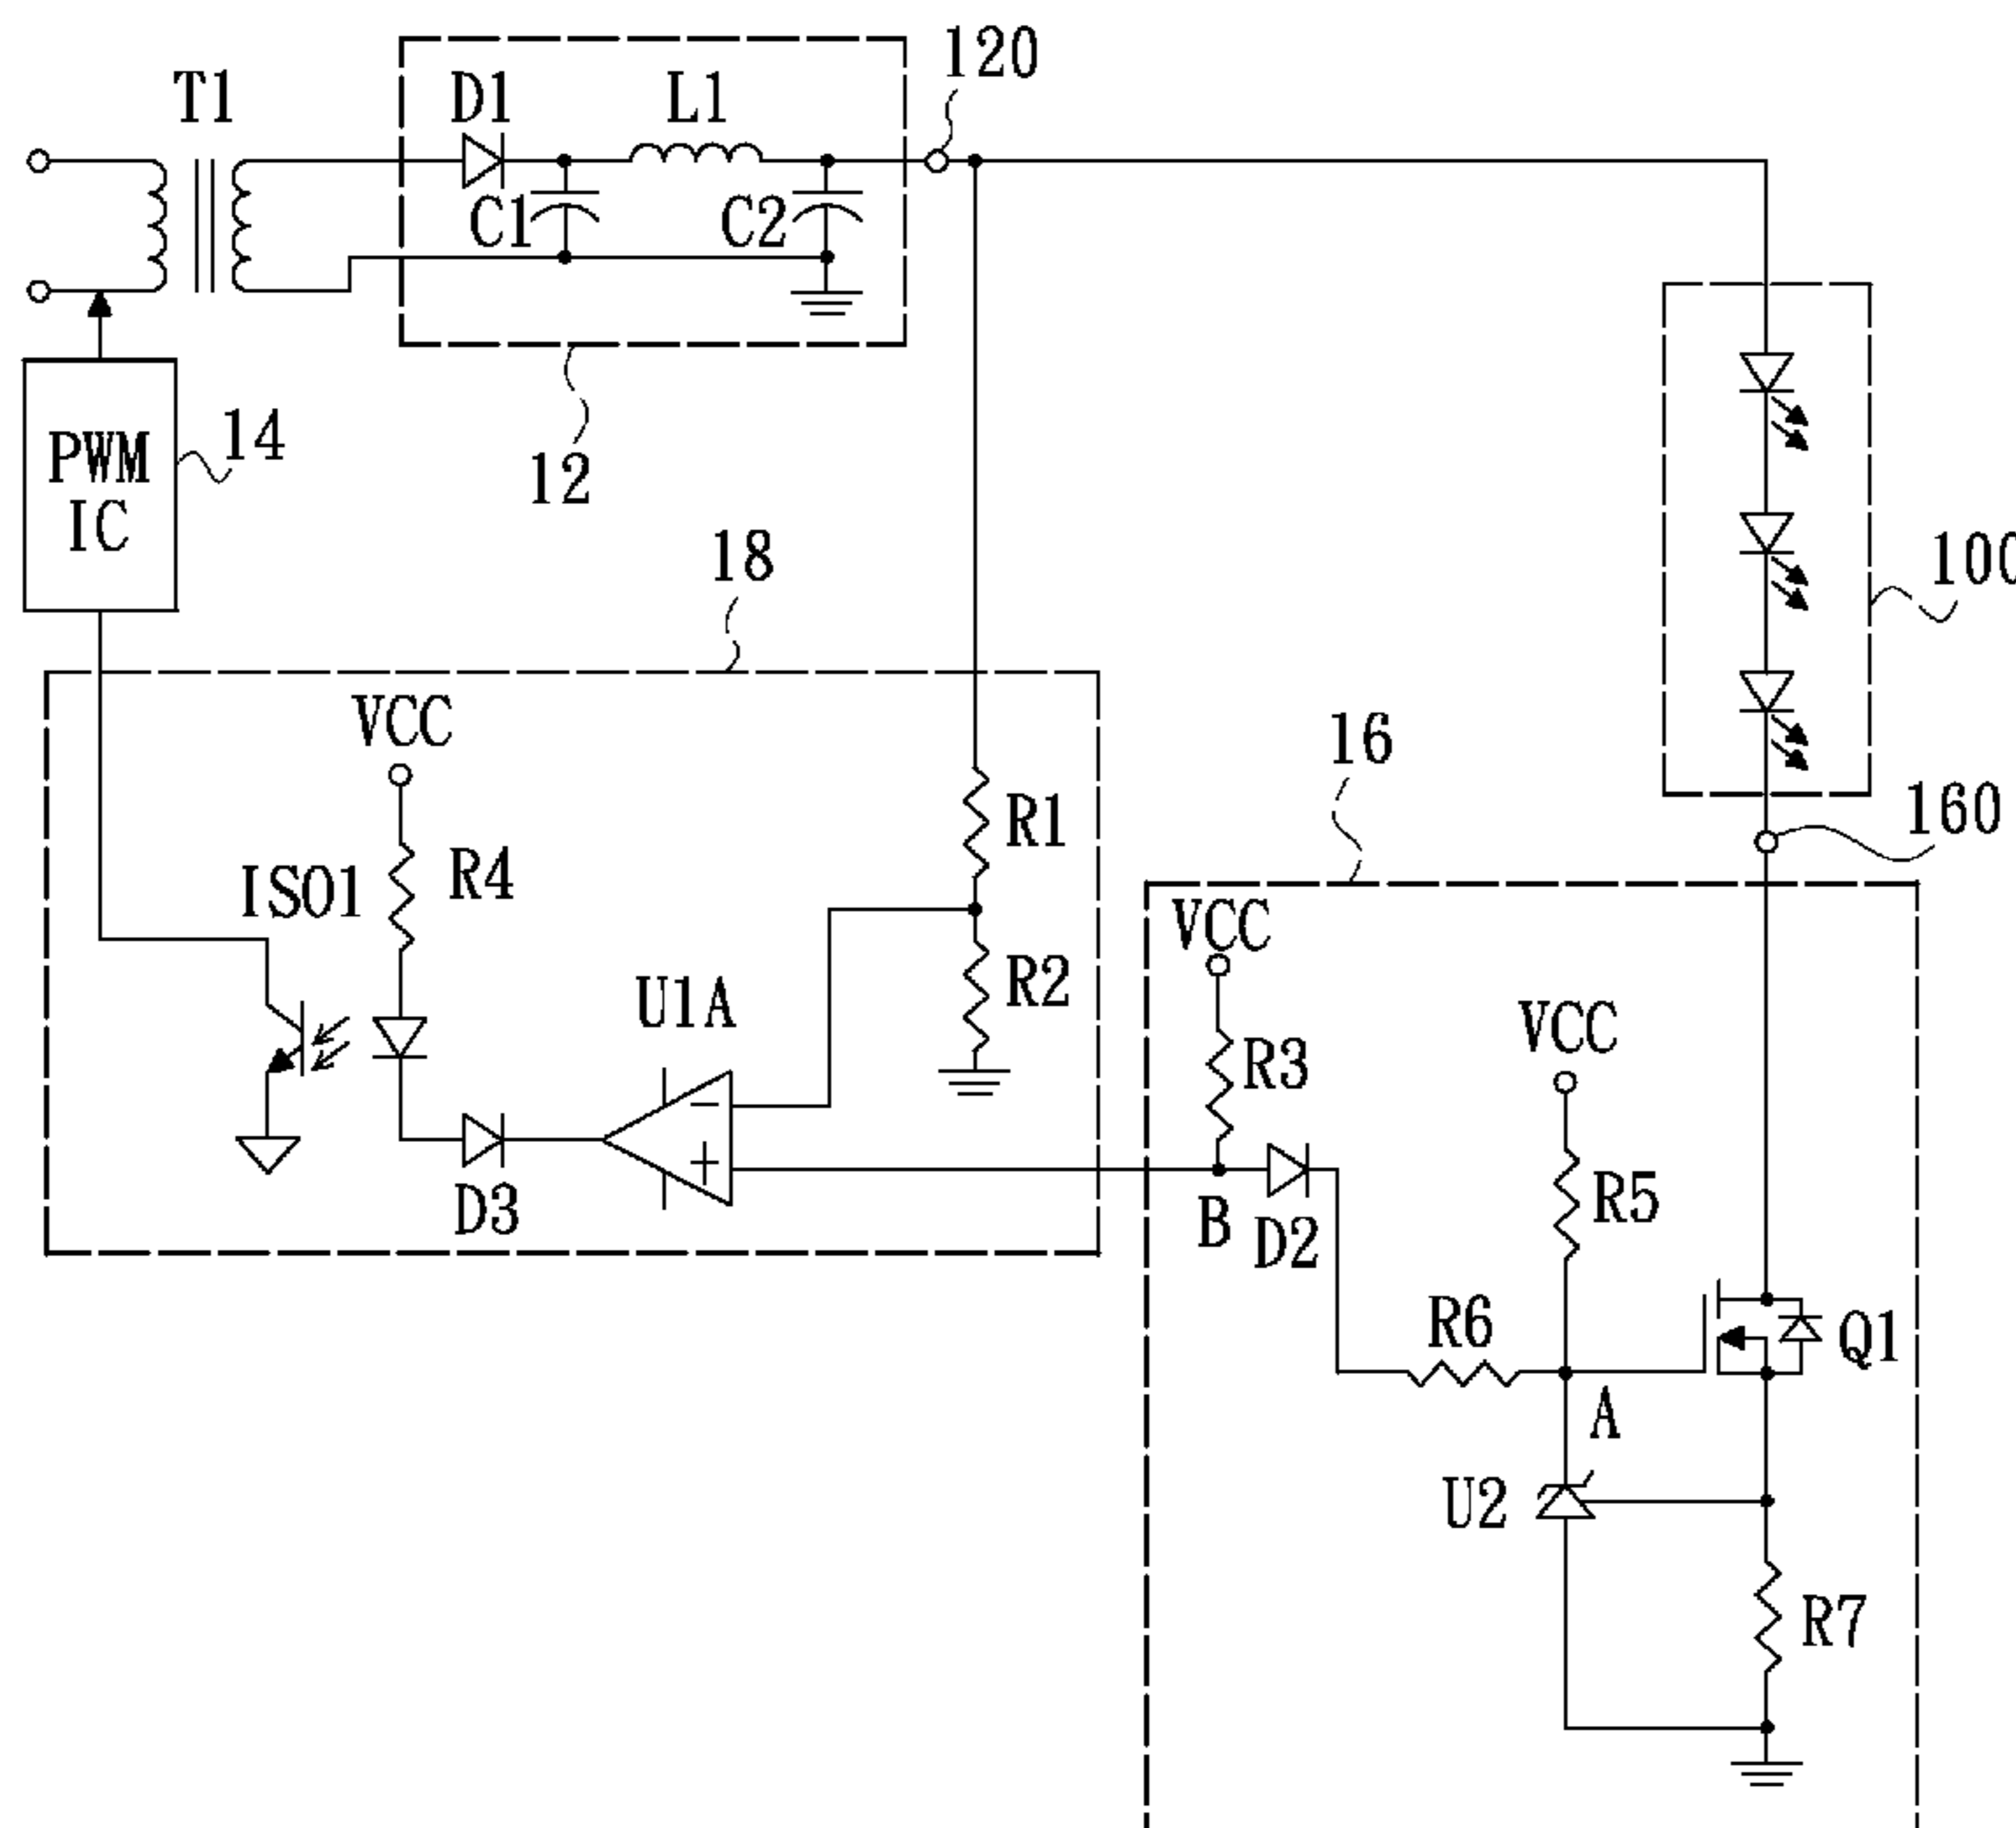 120
T1
D1
L1
C1
C2
PWM
IC
14
12
18
100
VCC
16
R1
160
ISO1
R4
VCC
R2
U1A
VCC
R3
R5
D3
B
D2
R6
Q1
A
U2
R7